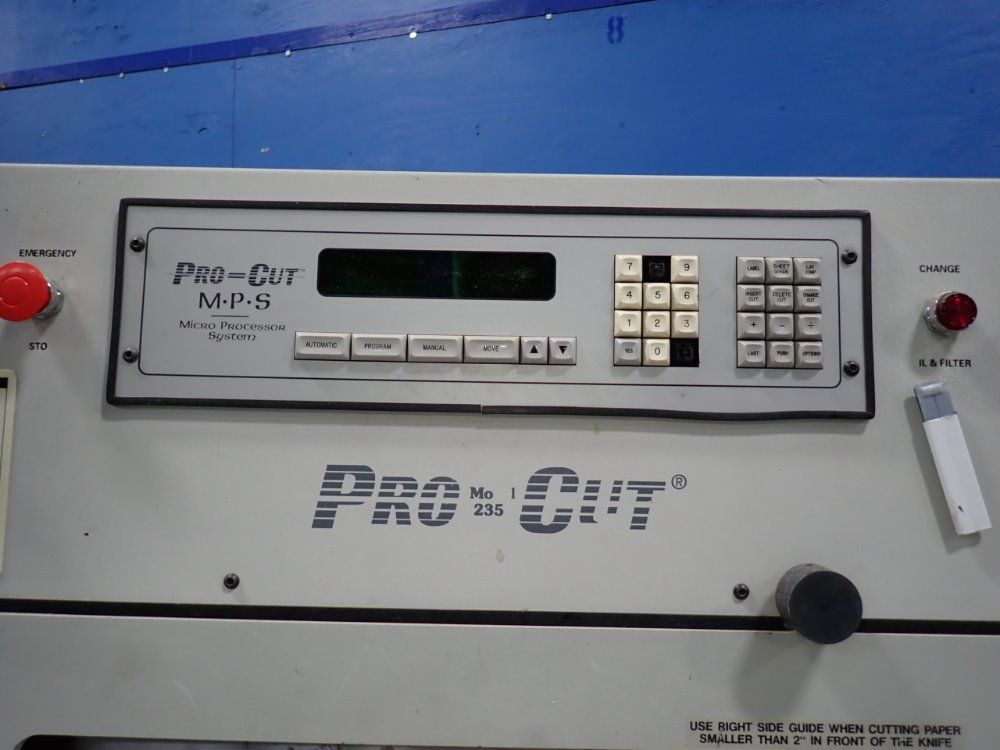 8
EMERGENCY
STO
PRO-CUT™
M·P·S
MICRO PROCESSOR
System
AUTOMATIC PROGRAM MANUAL MOVE ▲ ▼
7 9
4 5 6
1 2 3
YES 0
LABEL SHEET DIVIDE
INSERT CUT DELETE CUT CHANGE CUT
+ − ÷
LAST PUSH OPTIONS
CHANGE
IL & FILTER
PRO Mo l CUT®
235
USE RIGHT SIDE GUIDE WHEN CUTTING PAPER
SMALLER THAN 2" IN FRONT OF THE KNIFE